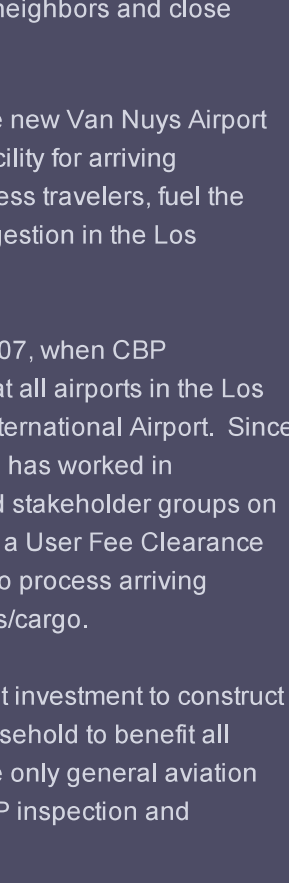 neighbors and close
new Van Nuys Airport
cility for arriving
ess travelers, fuel the
gestion in the Los
07, when CBP
at all airports in the Los
ternational Airport.  Since
has worked in
d stakeholder groups on
a User Fee Clearance
o process arriving
s/cargo.
t investment to construct
sehold to benefit all
e only general aviation
P inspection and